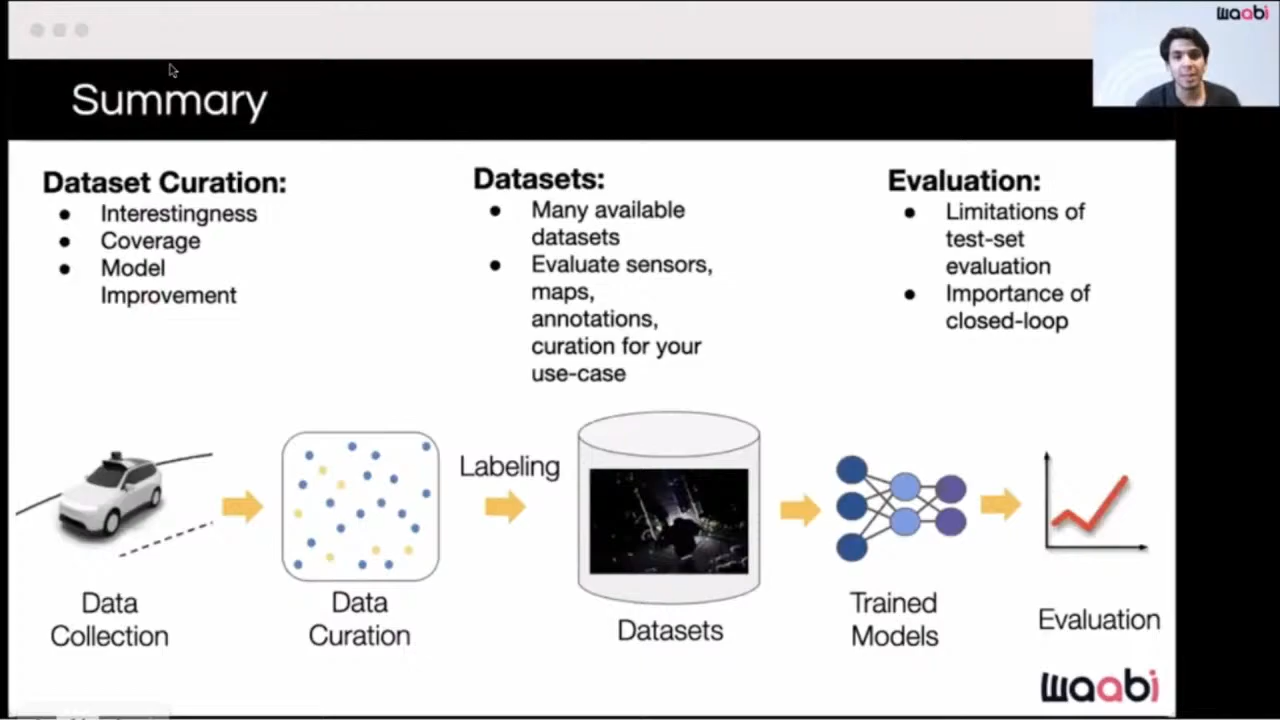 waabi
Summary
Dataset Curation:
● Interestingness
● Coverage
● Model
Improvement
Datasets:
● Many available
datasets
● Evaluate sensors,
maps,
annotations,
curation for your
use-case
Evaluation:
● Limitations of
test-set
evaluation
● Importance of
closed-loop
Labeling
Data
Collection
Data
Curation
Datasets
Trained
Models
Evaluation
waabi